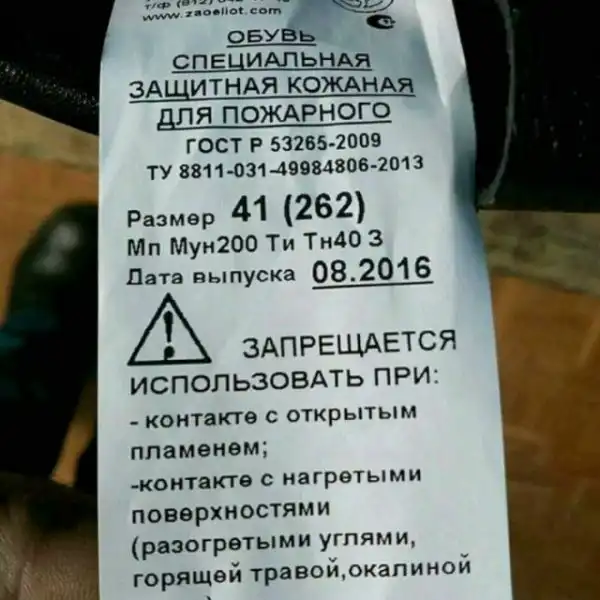 www.zaoeliot.com
ОБУВЬ
СПЕЦИАЛЬНАЯ
ЗАЩИТНАЯ КОЖАНАЯ
ДЛЯ ПОЖАРНОГО
ГОСТ Р 53265-2009
ТУ 8811-031-49984806-2013
Размер 41 (262)
Мп Мун200 Ти Тн40 З
Дата выпуска 08.2016
ЗАПРЕЩАЕТСЯ
ИСПОЛЬЗОВАТЬ ПРИ:
- контакте с открытым
пламенем;
-контакте с нагретыми
поверхностями
(разогретыми углями,
горящей травой,окалиной